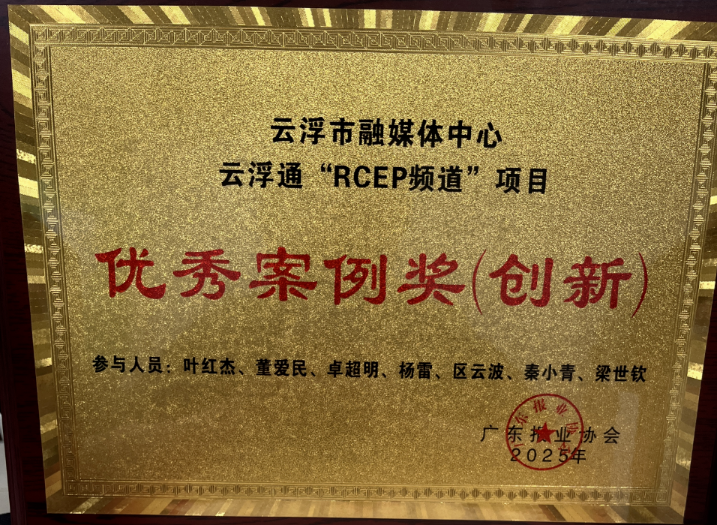 云浮市融媒体中心
云浮通“RCEP频道”项目
优秀案例奖(创新)
参与人员：叶红杰、董爱民、卓超明、杨雷、区云波、秦小青、梁世钦
广东报业协会
2025年